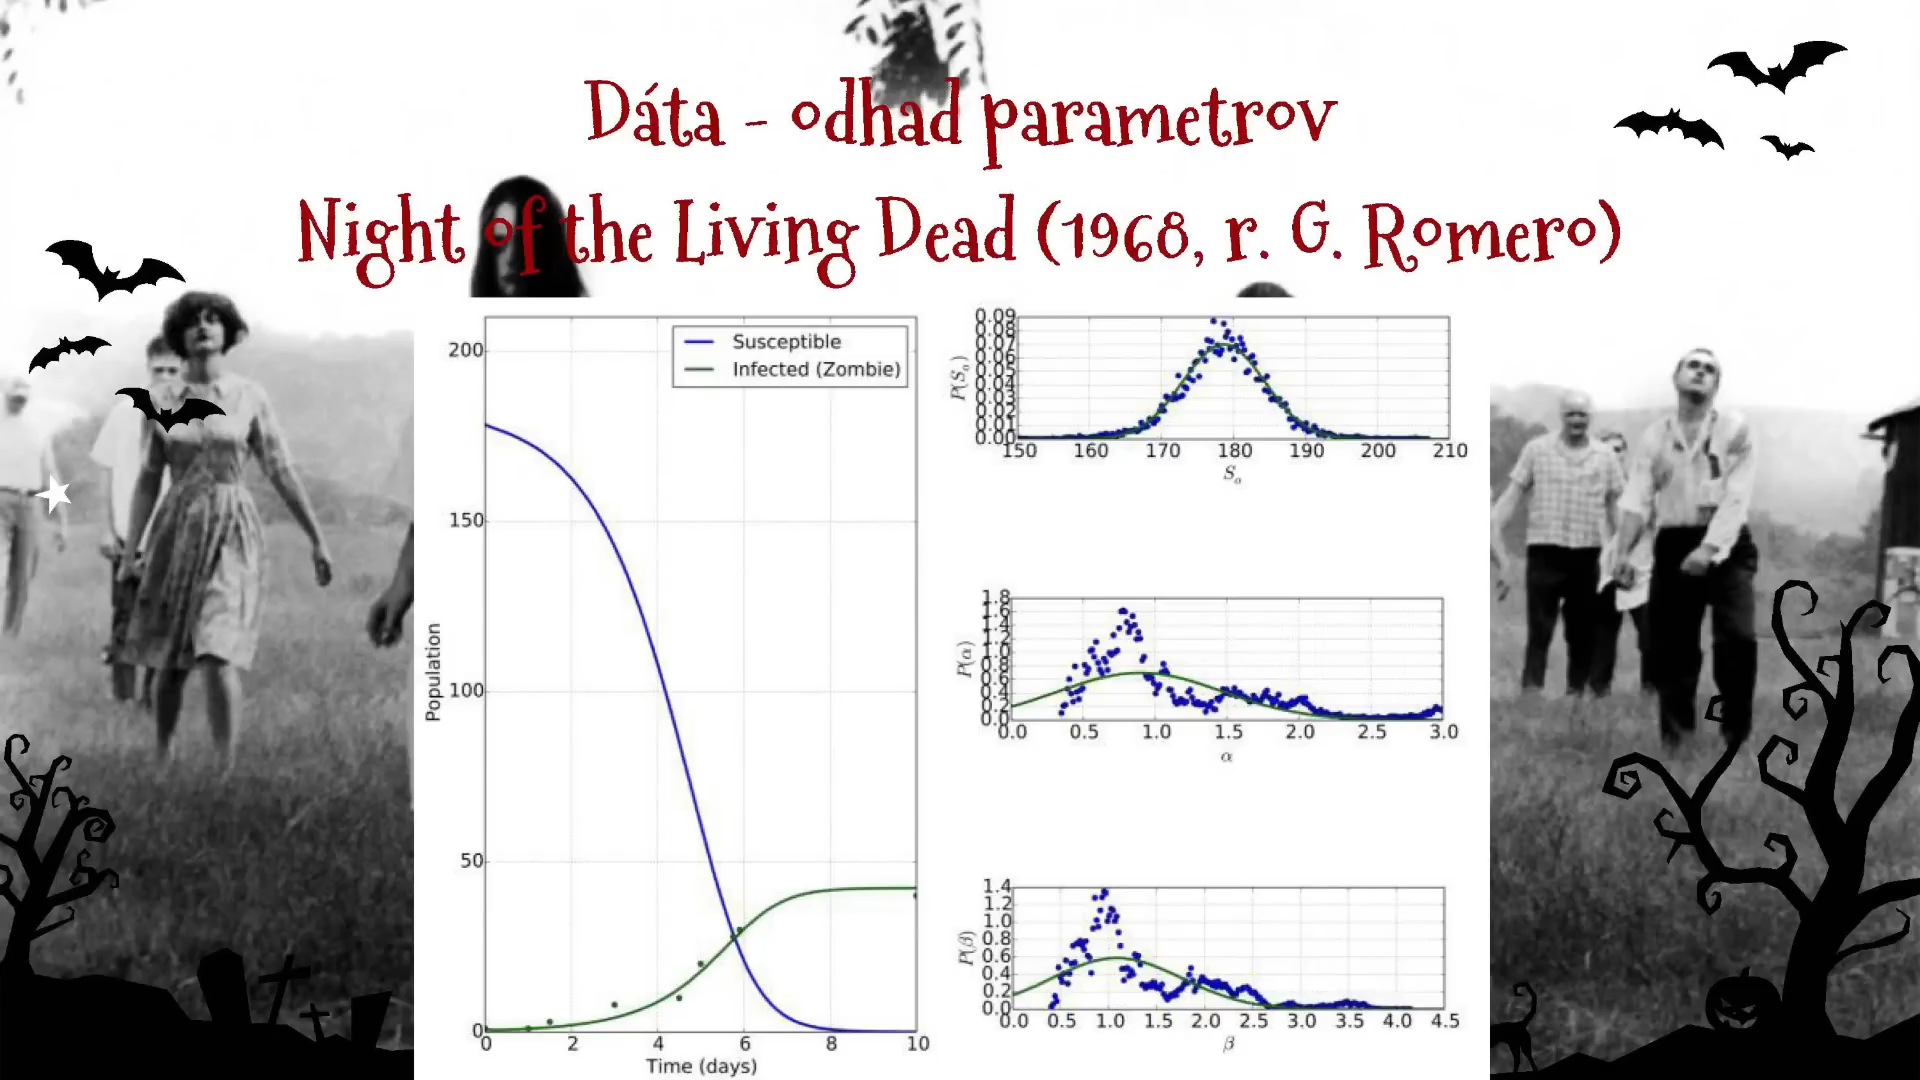 Dáta - odhad parametrov
Night of the Living Dead (1968, r. G. Romero)
Susceptible
Infected (Zombie)
Population
200
150
100
50
0
0 2 4 6 8 10
Time (days)
P(S₀)
0.09
0.07
0.06
0.05
0.04
0.03
0.02
0.01
0.00
150 160 170 180 190 200 210
S₀
P(α)
1.8
1.6
1.4
1.2
1.0
0.8
0.6
0.4
0.2
0.0
0.0 0.5 1.0 1.5 2.0 2.5 3.0
α
P(β)
1.4
1.2
1.0
0.8
0.6
0.4
0.2
0.0
0.0 0.5 1.0 1.5 2.0 2.5 3.0 3.5 4.0 4.5
β